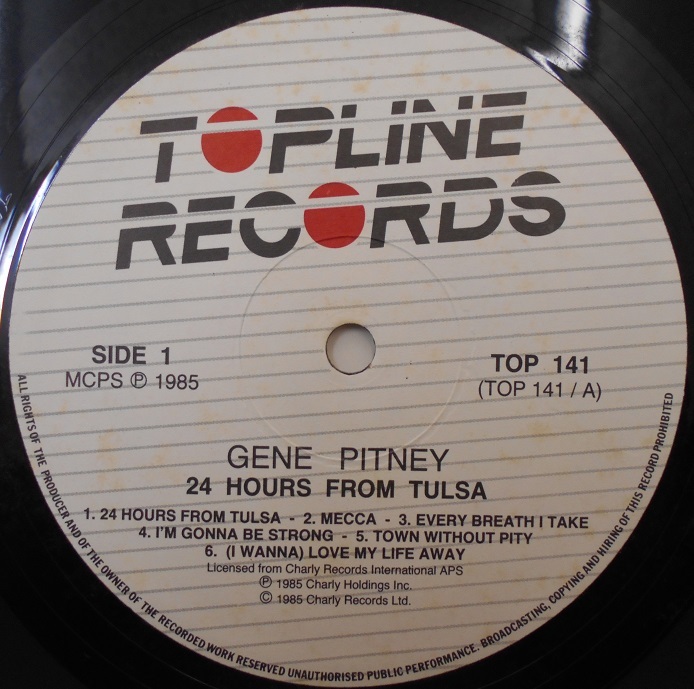 TOPLINE
RECORDS
SIDE 1
MCPS ℗ 1985
TOP 141
(TOP 141 / A)
GENE PITNEY
24 HOURS FROM TULSA
1. 24 HOURS FROM TULSA - 2. MECCA - 3. EVERY BREATH I TAKE
4. I'M GONNA BE STRONG - 5. TOWN WITHOUT PITY
6. (I WANNA) LOVE MY LIFE AWAY
Licensed from Charly Records International APS
℗ 1985 Charly Holdings Inc.
© 1985 Charly Records Ltd.
ALL RIGHTS OF THE PRODUCER AND OF THE OWNER OF THE RECORDED WORK RESERVED UNAUTHORISED PUBLIC PERFORMANCE. BROADCASTING, COPYING AND HIRING OF THIS RECORD PROHIBITED